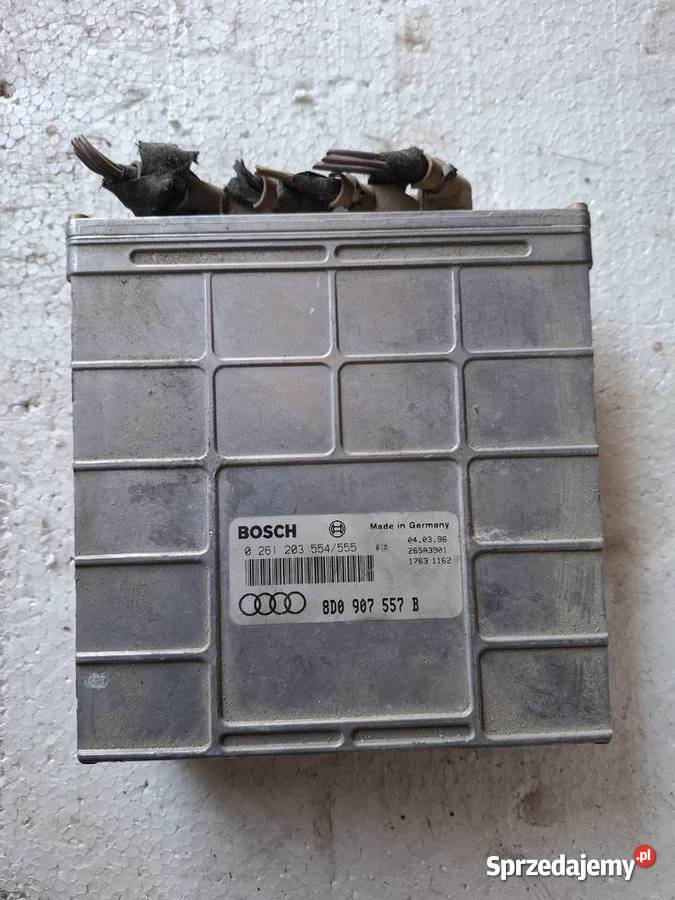 BOSCH Made in Germany
0 261 203 554/555 04.03.96
265A3901
1763 1162
8D0 907 557 B
Sprzedajemy.pl